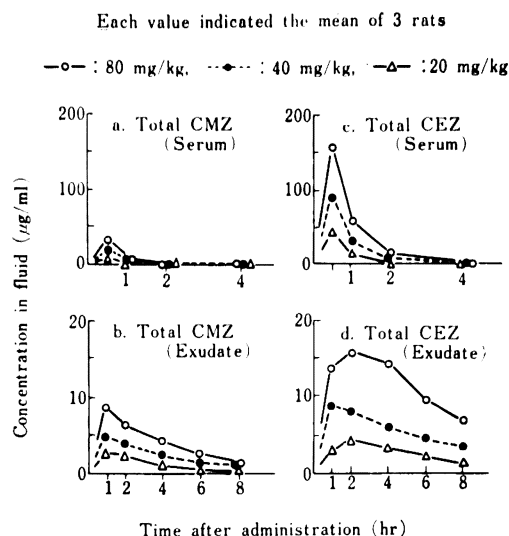 Each value indicated the mean of 3 rats
—○— : 80 mg/kg, --●-- : 40 mg/kg, —△— : 20 mg/kg
Concentration in fluid (μg/ml)
a. Total CMZ
(Serum)
200
100
0
1 2 4
c. Total CEZ
(Serum)
200
100
0
1 2 4
b. Total CMZ
(Exudate)
20
10
0
1 2 4 6 8
d. Total CEZ
(Exudate)
20
10
0
1 2 4 6 8
Time after administration (hr)